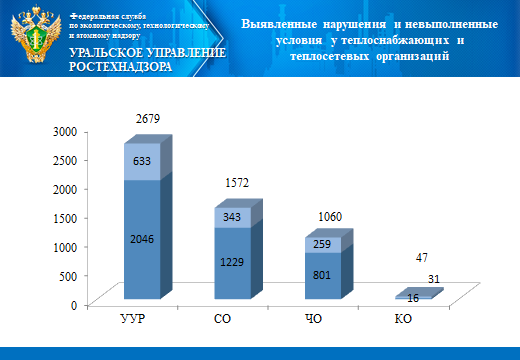 Федеральная служба
по экологическому, технологическому
и атомному надзору
УРАЛЬСКОЕ УПРАВЛЕНИЕ
РОСТЕХНАДЗОРА
Выявленные нарушения и невыполненные
условия у теплоснабжающих и
теплосетевых организаций
2679
3000
633
2500
1572
2000
343
1060
1500
2046
259
1000
1229
801
47
500
31
0
16
УУР СО ЧО КО